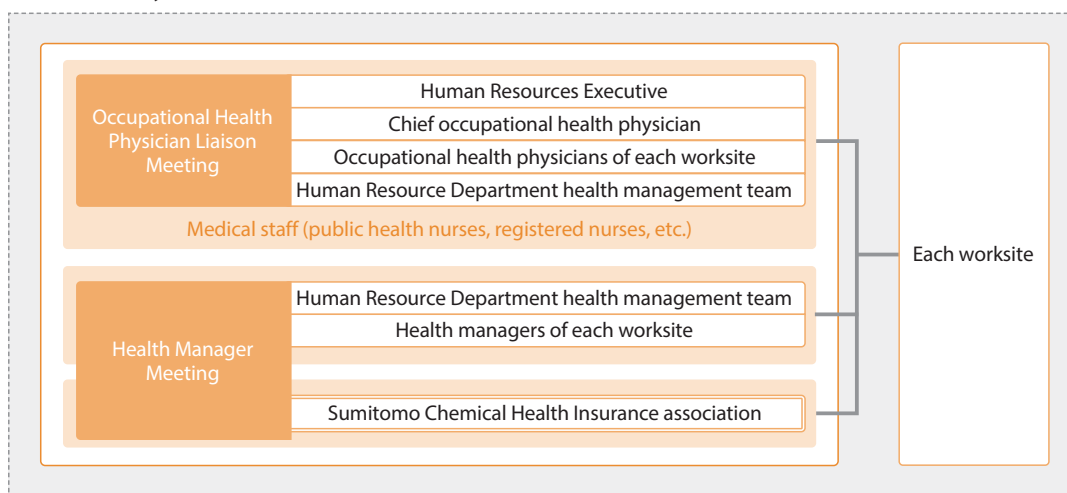 Occupational Health
Physician Liaison
Meeting
Human Resources Executive
Chief occupational health physician
Occupational health physicians of each worksite
Human Resource Department health management team
Medical staff (public health nurses, registered nurses, etc.)
Health Manager
Meeting
Human Resource Department health management team
Health managers of each worksite
Sumitomo Chemical Health Insurance association
Each worksite